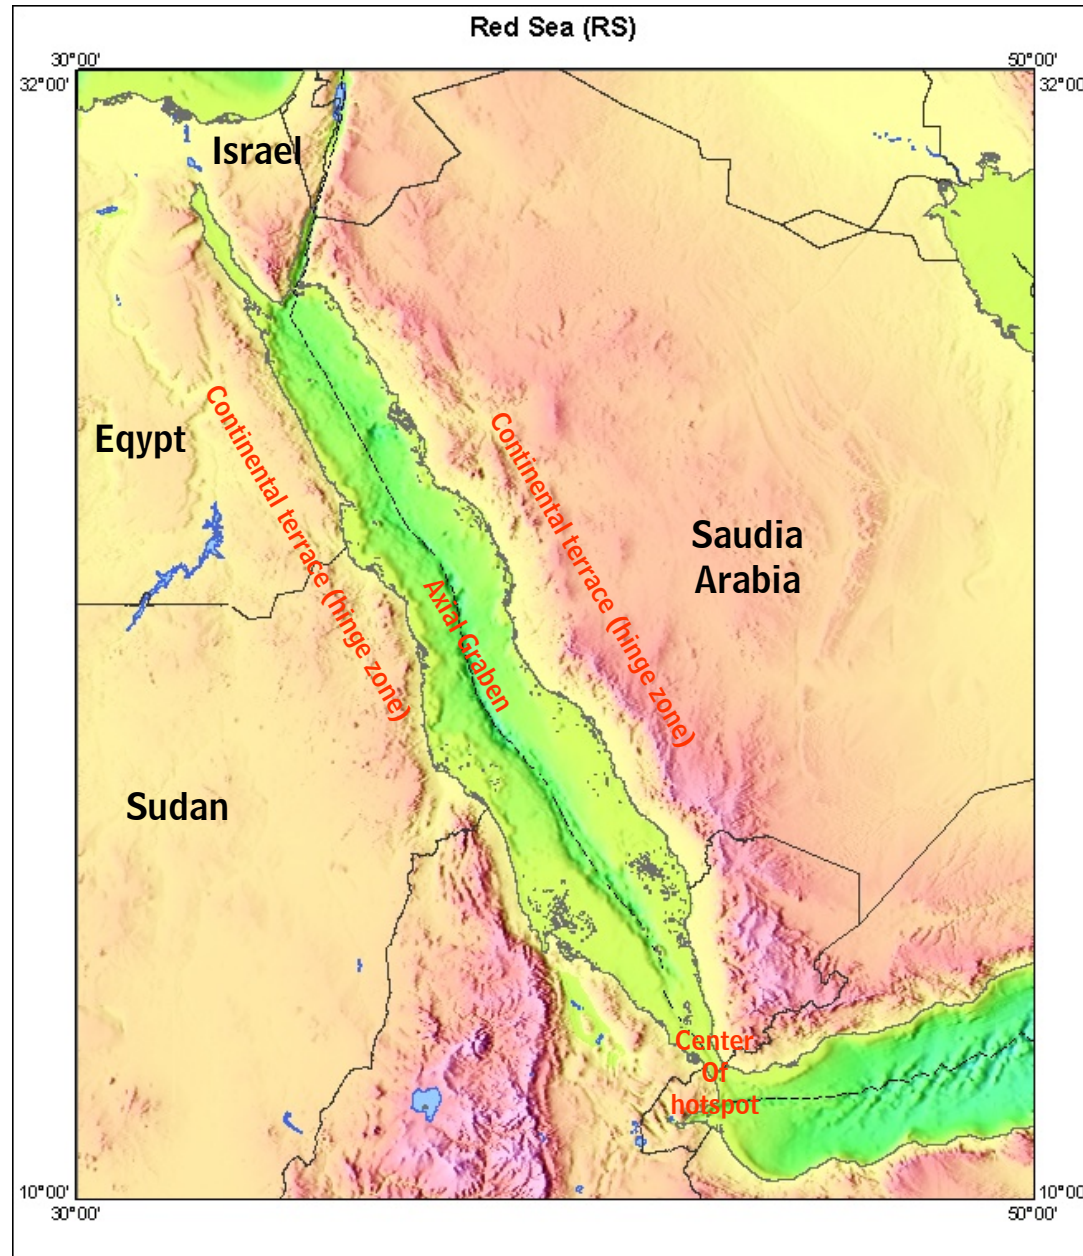 Red Sea (RS)
30°00'
50°00'
32°00'
32°00
Israel
Eqypt
Continental terrace (hinge zone)
Continental terrace (hinge zone)
Saudia
Arabia
Axial Graben
Sudan
Center
Of
hotspot
10°00'
10°00
30°00'
50°00'